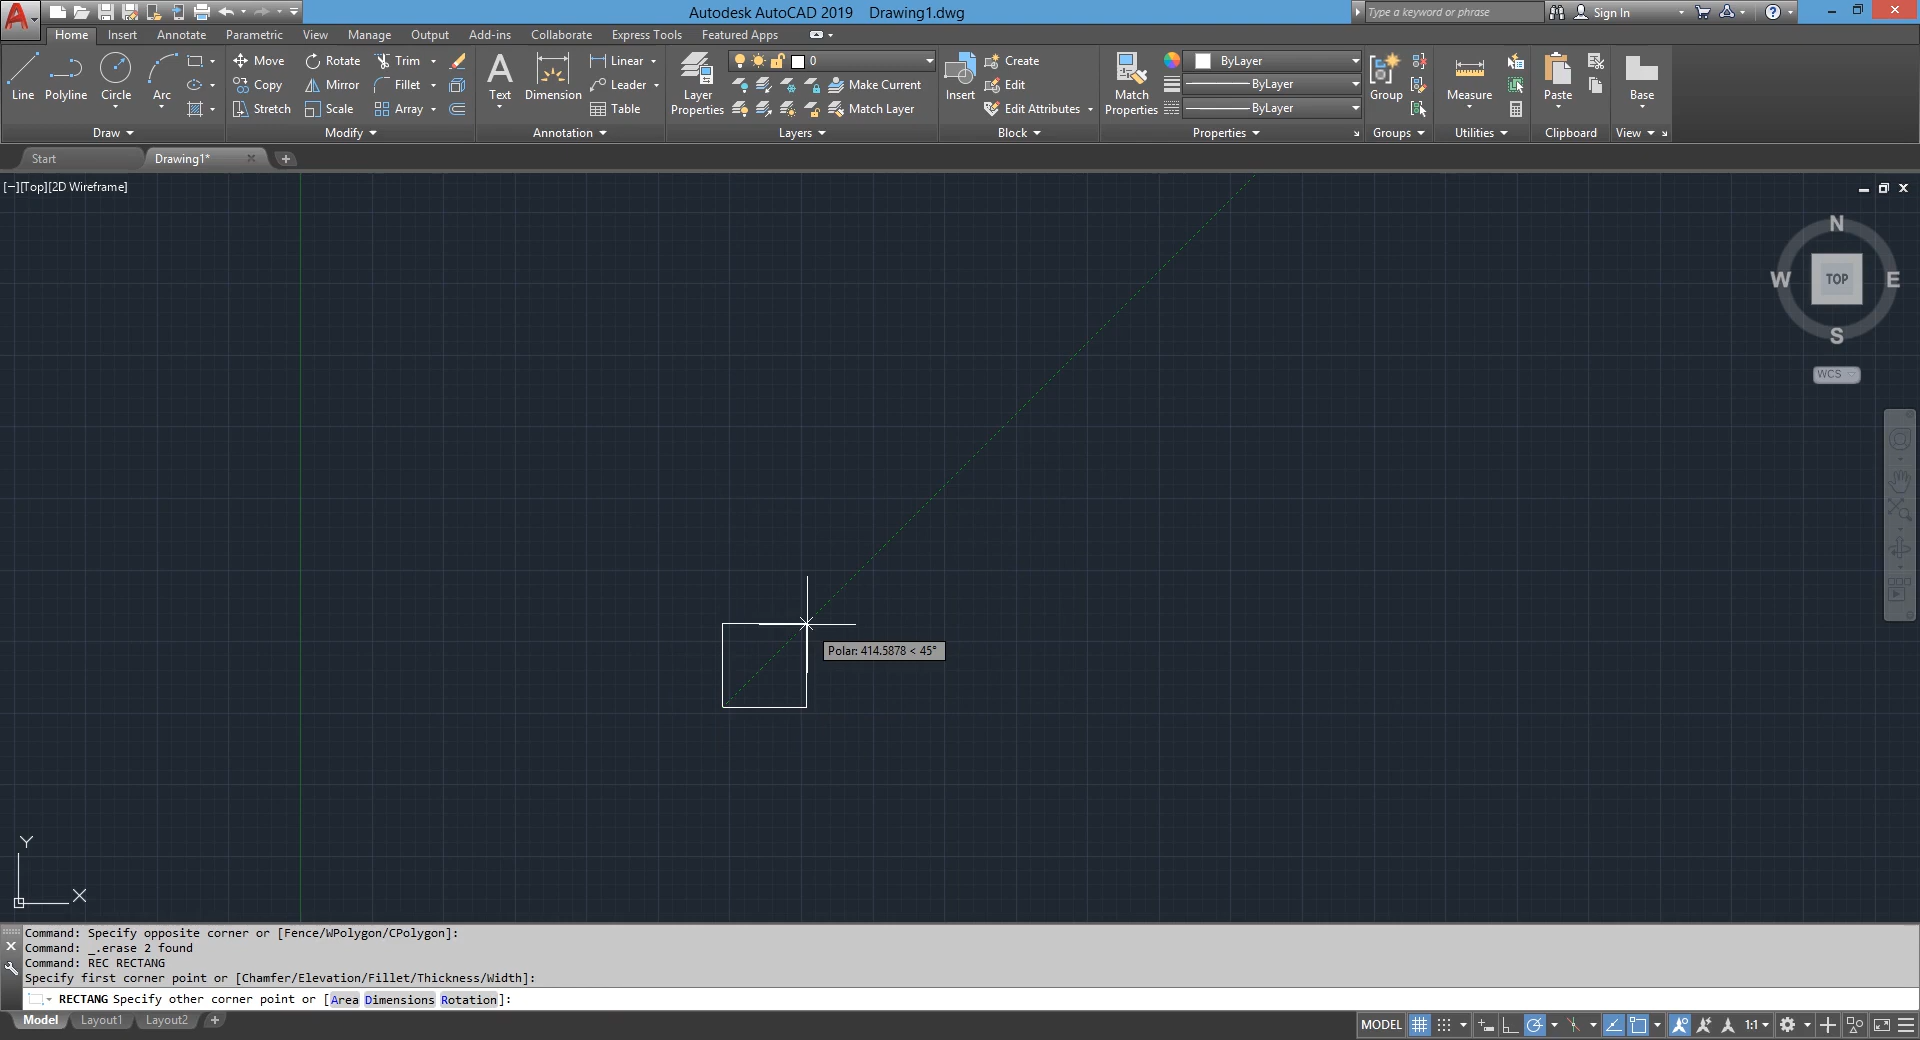 Autodesk AutoCAD 2019 Drawing1.dwg
Type a keyword or phrase
Sign In
Home Insert Annotate Parametric View Manage Output Add-ins Collaborate Express Tools Featured Apps
Line Polyline Circle Arc
Draw
Move Rotate Trim
Copy Mirror Fillet
Stretch Scale Array
Modify
Text Dimension
Linear
Leader
Table
Annotation
Layer Properties
0
Make Current
Match Layer
Layers
Insert
Create
Edit
Edit Attributes
Block
Match Properties
ByLayer
ByLayer
ByLayer
Properties
Group
Groups
Measure
Utilities
Paste
Clipboard
Base
View
Start Drawing1*
[−][Top][2D Wireframe]
N
W TOP E
S
WCS
Polar: 414.5878 < 45°
Y
X
Command: Specify opposite corner or [Fence/WPolygon/CPolygon]:
Command: _.erase 2 found
Command: REC RECTANG
Specify first corner point or [Chamfer/Elevation/Fillet/Thickness/Width]:
RECTANG Specify other corner point or [Area Dimensions Rotation]:
Model Layout1 Layout2
MODEL 1:1